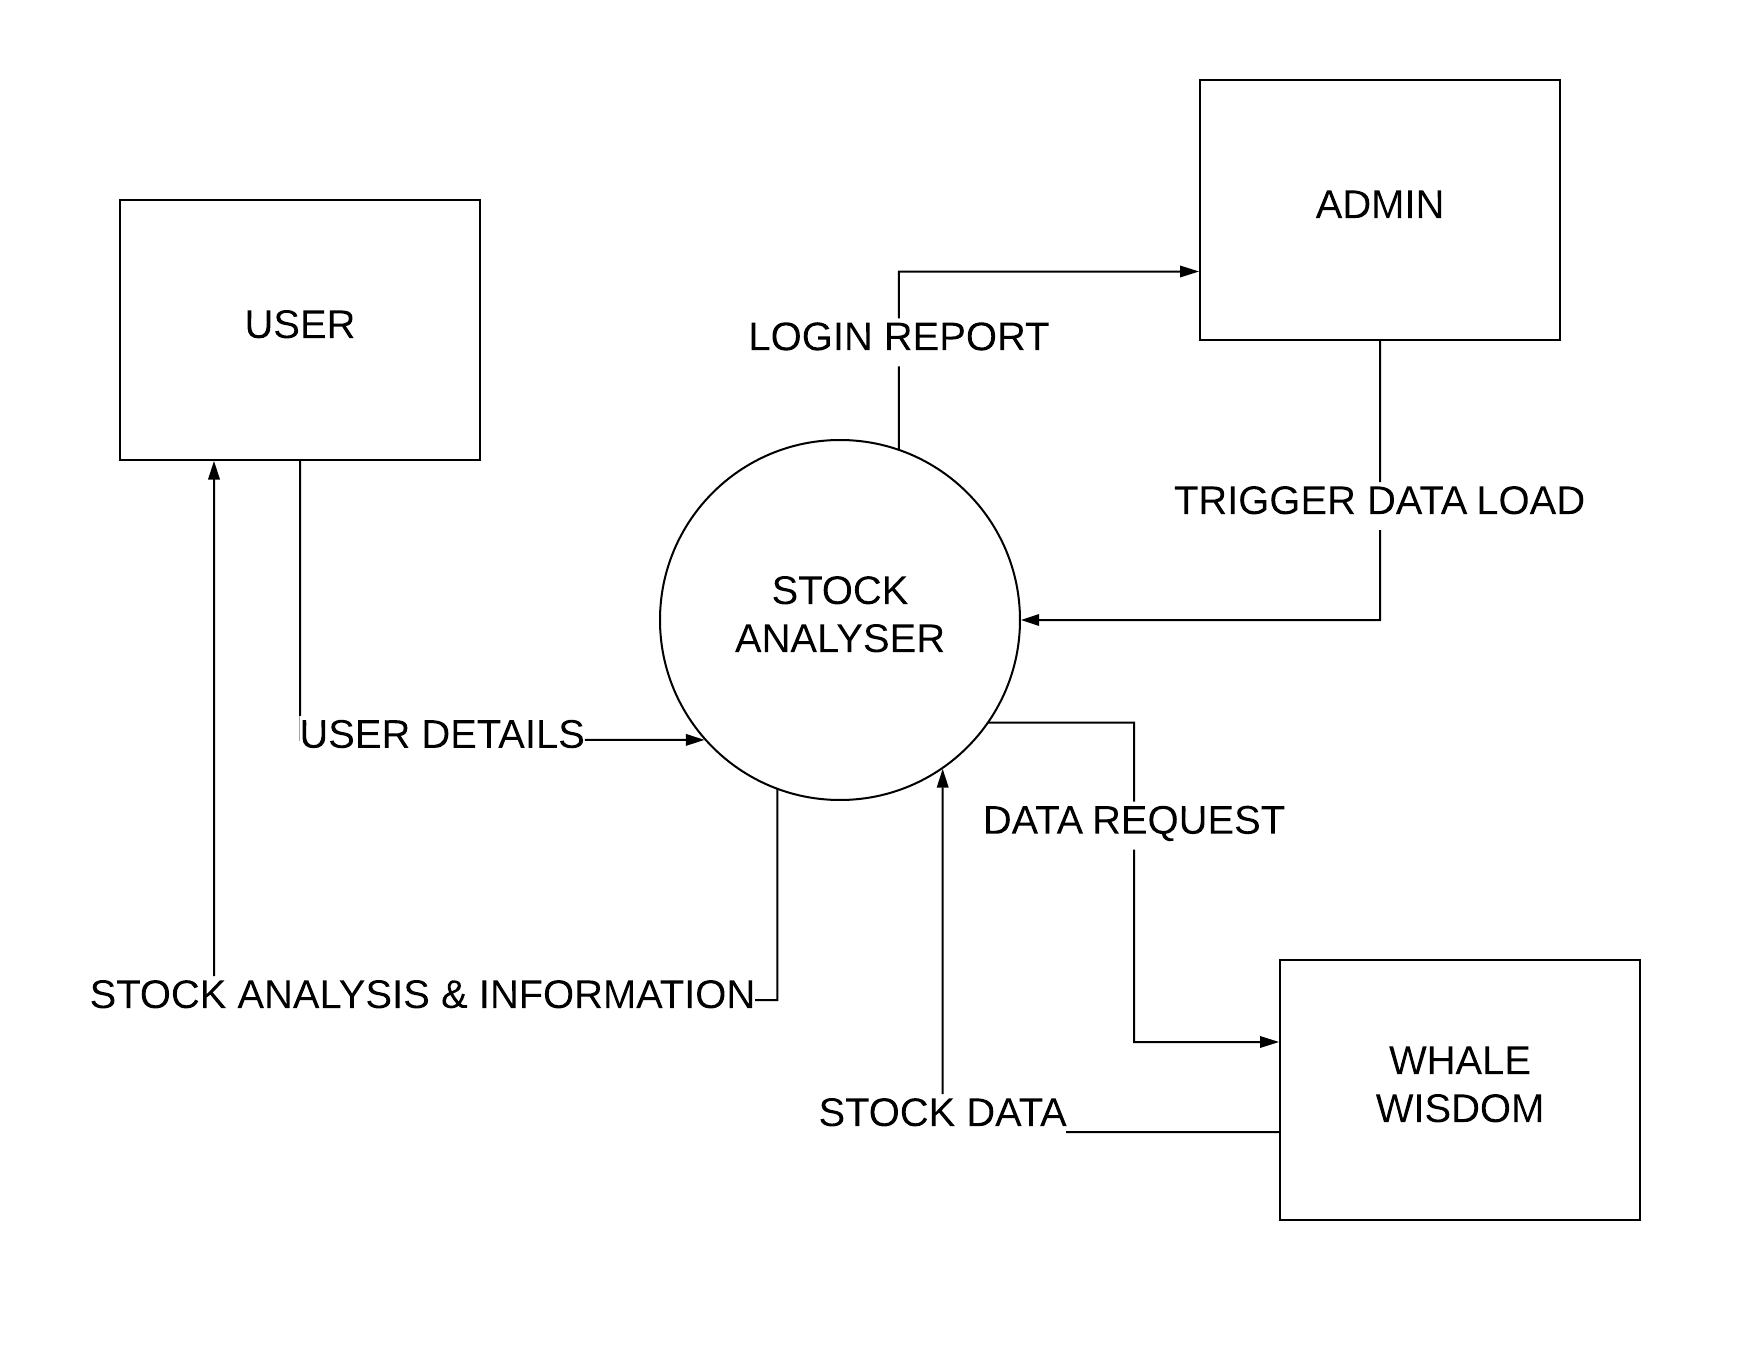 ADMIN
USER
LOGIN REPORT
TRIGGER DATA LOAD
STOCK
ANALYSER
USER DETAILS
DATA REQUEST
STOCK ANALYSIS & INFORMATION
WHALE
WISDOM
STOCK DATA